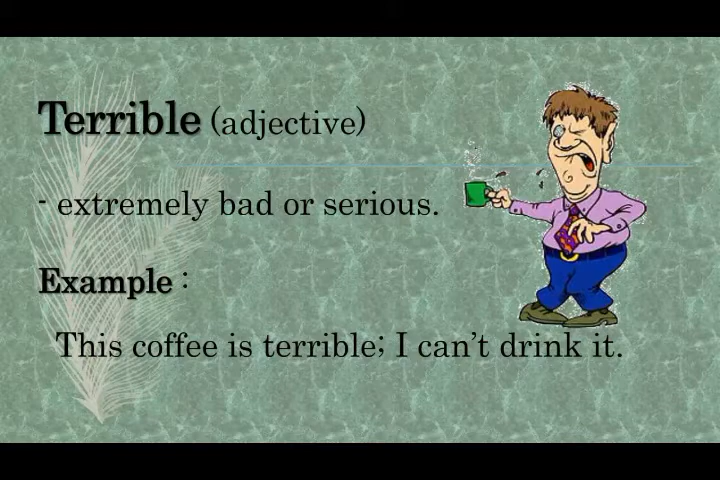 Terrible (adjective)
- extremely bad or serious.
Example :
This coffee is terrible; I can't drink it.